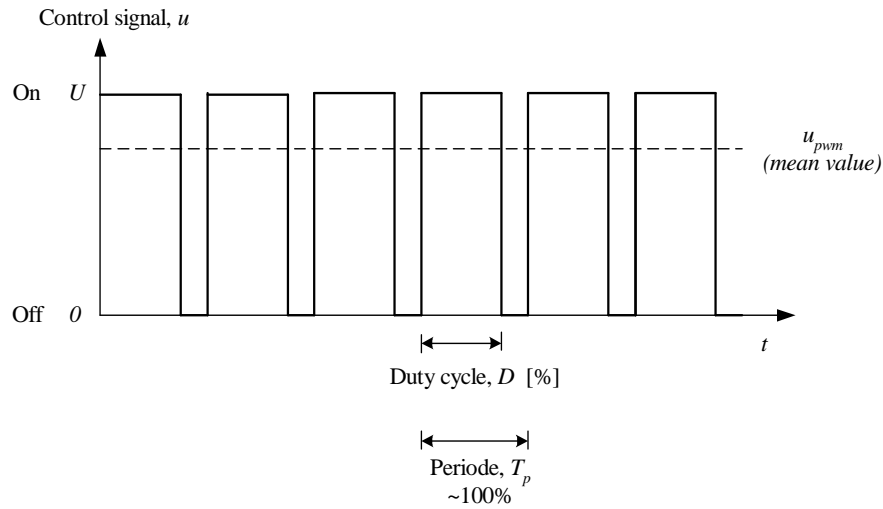 Control signal, u
On U
u_pwm
(mean value)
Off 0
t
Duty cycle, D [%]
Periode, T_p
~100%